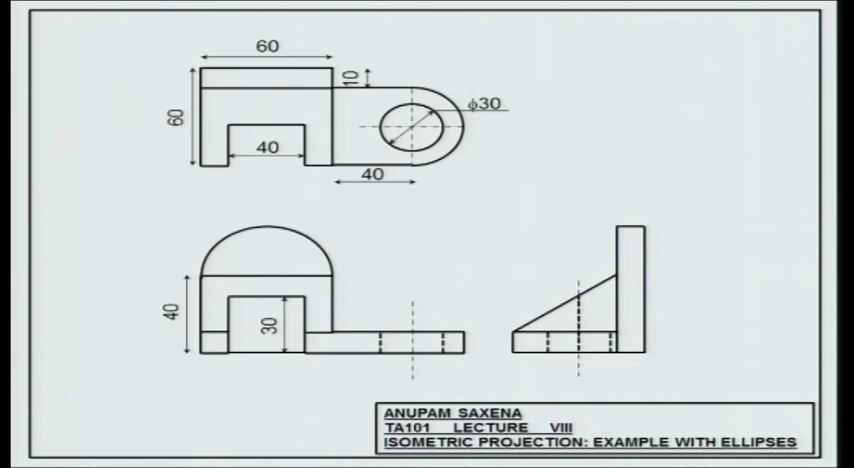 60
10
60
ϕ30
40
40
40
30
ANUPAM SAXENA
TA101 LECTURE VIII
ISOMETRIC PROJECTION: EXAMPLE WITH ELLIPSES